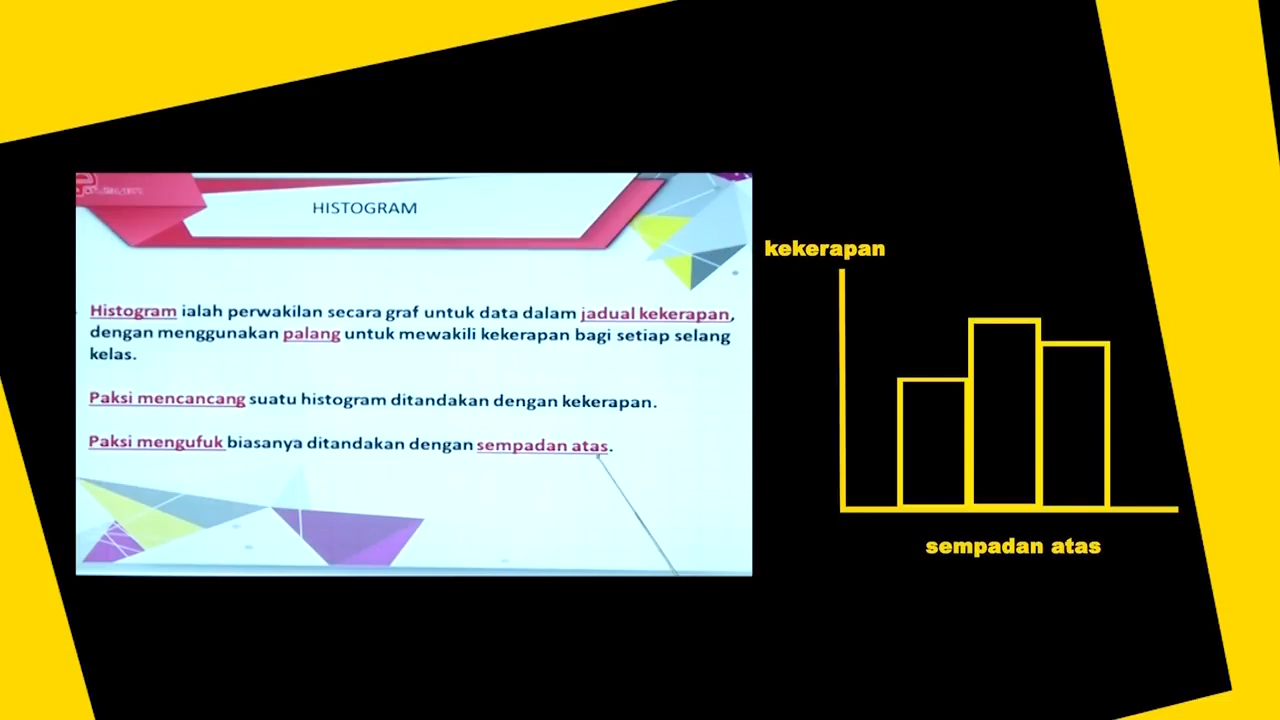 HISTOGRAM
Histogram ialah perwakilan secara graf untuk data dalam jadual kekerapan,
dengan menggunakan palang untuk mewakili kekerapan bagi setiap selang
kelas.
Paksi mencancang suatu histogram ditandakan dengan kekerapan.
Paksi mengufuk biasanya ditandakan dengan sempadan atas.
kekerapan
sempadan atas